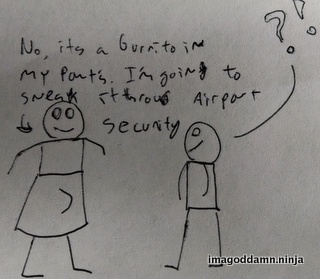 No, its a burrito in
my pants. I'm going to
sneak it throu Airport
security
? ?
imagoddamn.ninja